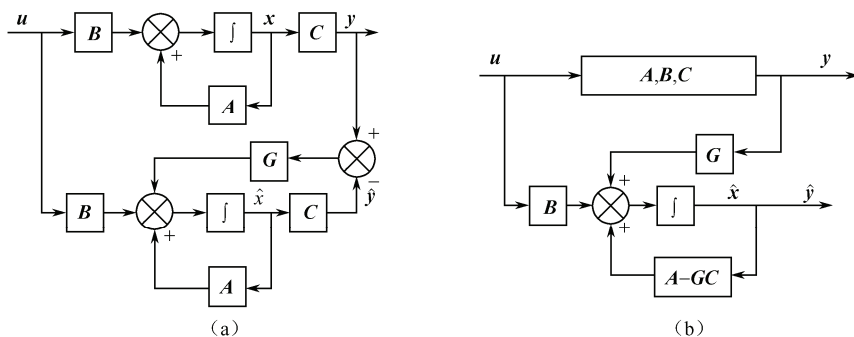 u
B
∫
x
C
y
+
A
+
G
−
ŷ
B
∫
x̂
C
+
A
(a)
u
A,B,C
y
G
+
B
∫
x̂
ŷ
+
A−GC
(b)